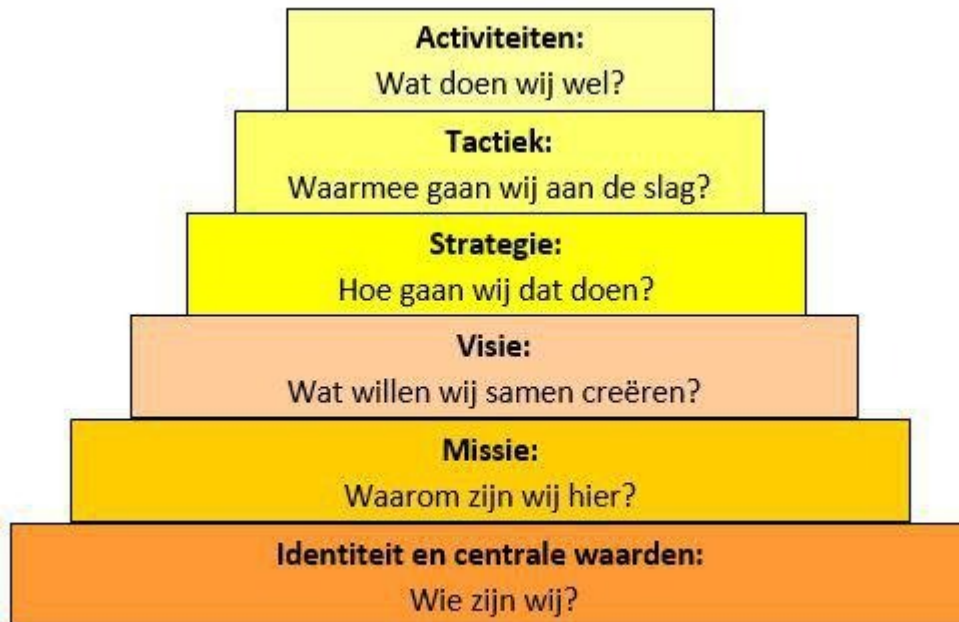 Activiteiten:
Wat doen wij wel?
Tactiek:
Waarmee gaan wij aan de slag?
Strategie:
Hoe gaan wij dat doen?
Visie:
Wat willen wij samen creëren?
Missie:
Waarom zijn wij hier?
Identiteit en centrale waarden:
Wie zijn wij?